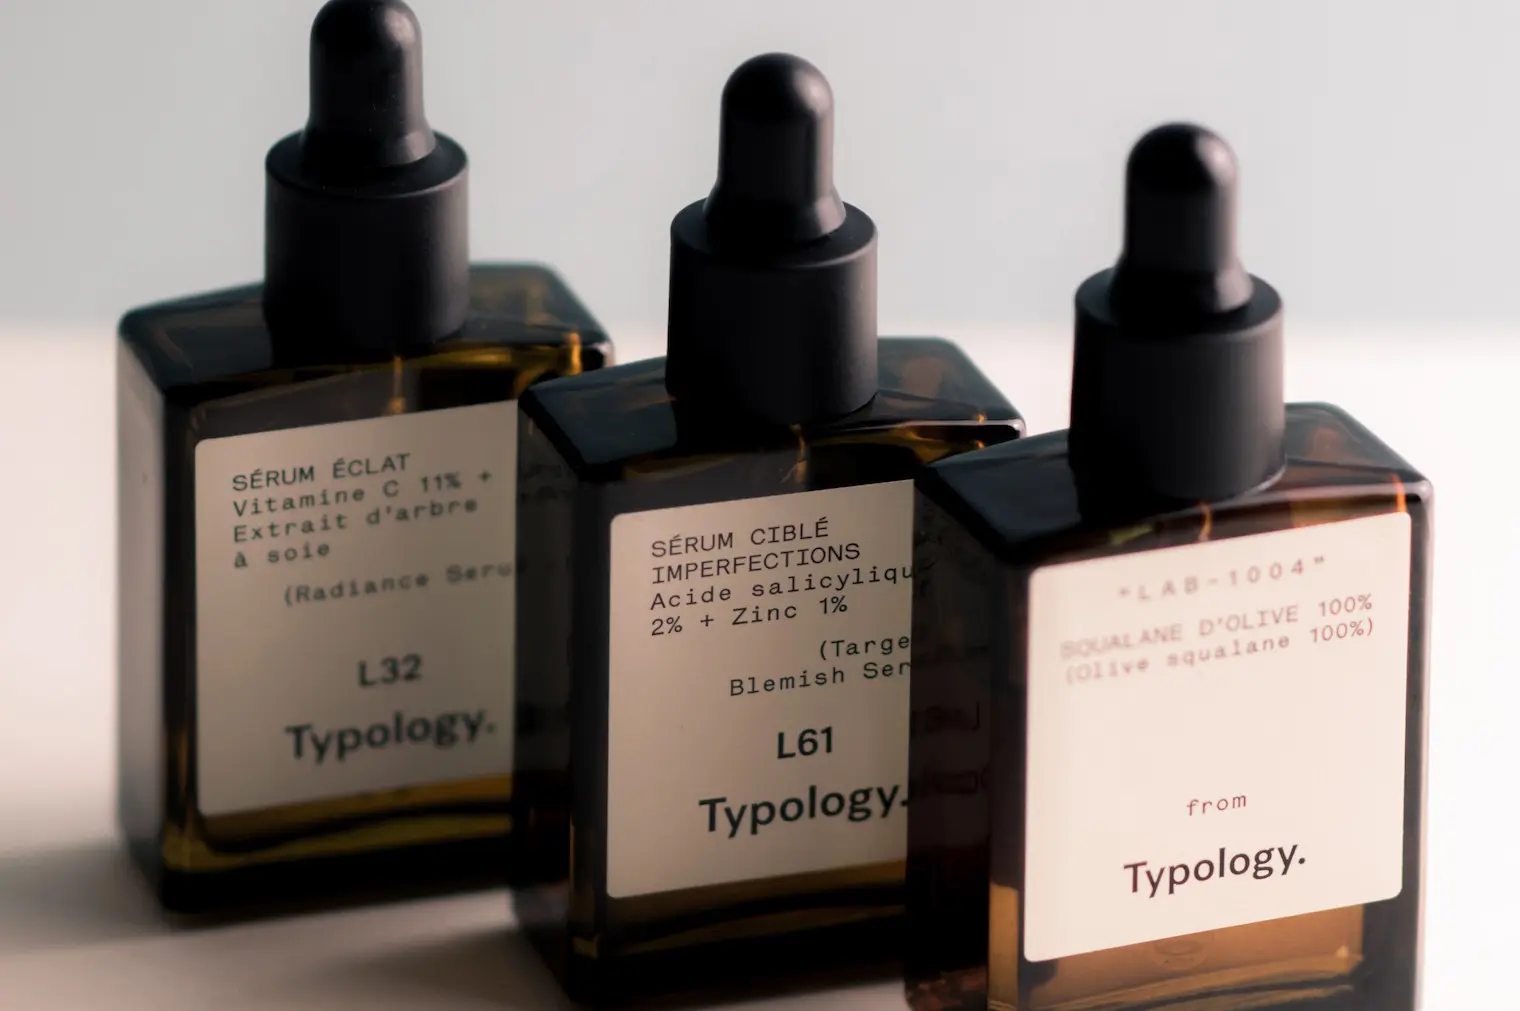 SÉRUM ÉCLAT
Vitamine C 11% +
Extrait d'arbre
à soie
(Radiance Seru
L32
Typology.
SÉRUM CIBLÉ
IMPERFECTIONS
Acide salicyliqu
2% + Zinc 1%
(Targe
Blemish Ser
L61
Typology.
"LAB-1004"
SQUALANE D'OLIVE 100%
(Olive squalane 100%)
from
Typology.